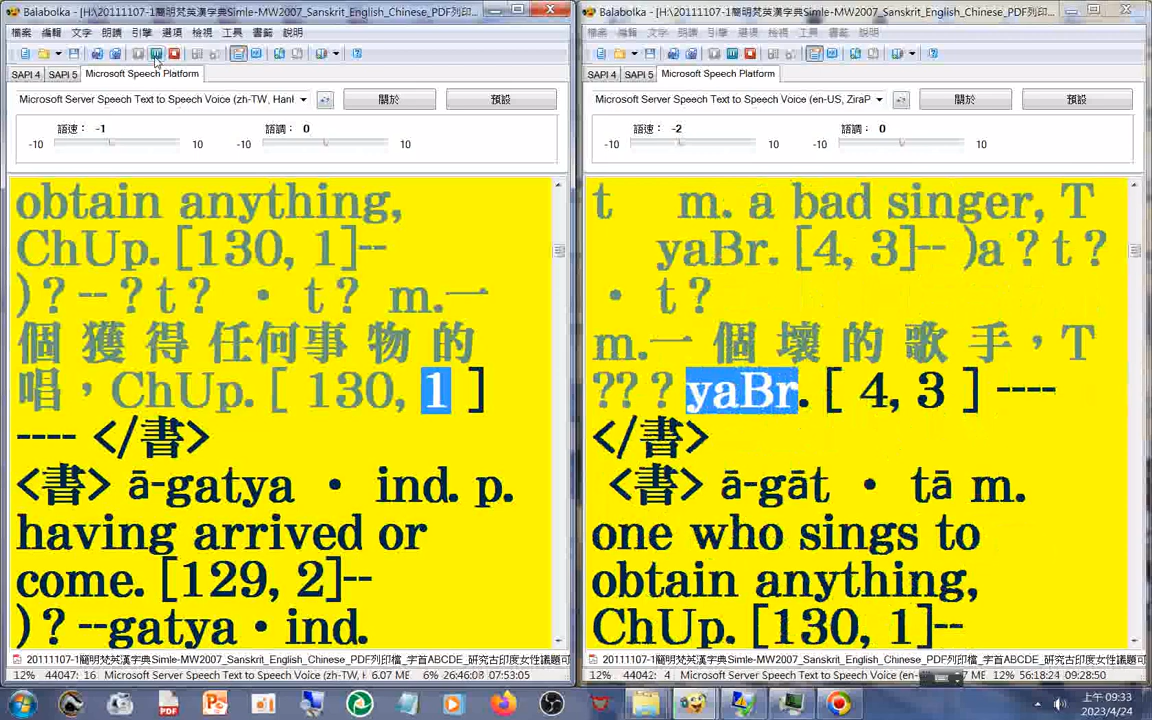 Balabolka - [H:\20111107-1簡明梵英漢字典Simle-MW2007_Sanskrit_English_Chinese_PDF列印...
檔案 編輯 文字 朗讀 引擎 選項 檢視 工具 書籤 說明
SAPI 4 SAPI 5 Microsoft Speech Platform
Microsoft Server Speech Text to Speech Voice (zh-TW, HanH 關於 預設
語速： -1 語調： 0
-10 10 -10 10
obtain anything,
ChUp. [130, 1]--
)？--？t？ • t？ m.一
個 獲 得 任何事 物 的
唱，ChUp. [ 130, 1 ]
---- </書>
<書> ā-gatya • ind. p.
having arrived or
come. [129, 2]--
)？--gatya • ind.
20111107-1簡明梵英漢字典Simle-MW2007_Sanskrit_English_Chinese_PDF列印檔_字首ABCDE_研究古印度女性議題可
12% 44047: 16 Microsoft Server Speech Text to Speech Voice (zh-TW, H 6.07 MB 6% 26:46:03 07:53:05
Balabolka - [H:\20111107-1簡明梵英漢字典Simle-MW2007_Sanskrit_English_Chinese_PDF列印...
檔案 編輯 文字 朗讀 引擎 選項 檢視 工具 書籤 說明
SAPI 4 SAPI 5 Microsoft Speech Platform
Microsoft Server Speech Text to Speech Voice (en-US, ZiraP 關於 預設
語速： -2 語調： 0
-10 10 -10 10
t m. a bad singer, T
yaBr. [4, 3]-- )a？t？
• t？
m.一 個 壞 的 歌 手，T
??？yaBr. [ 4, 3 ] ----
</書>
<書> ā-gāt • tā m.
one who sings to
obtain anything,
ChUp. [130, 1]--
20111107-1簡明梵英漢字典Simle-MW2007_Sanskrit_English_Chinese_PDF列印檔_字首ABCDE_研究古印度女性議題可
12% 44042: 4 Microsoft Server Speech Text to Speech Voice (en-US, 12% 56:18:24 09:28:50
上午 09:33
2023/4/24